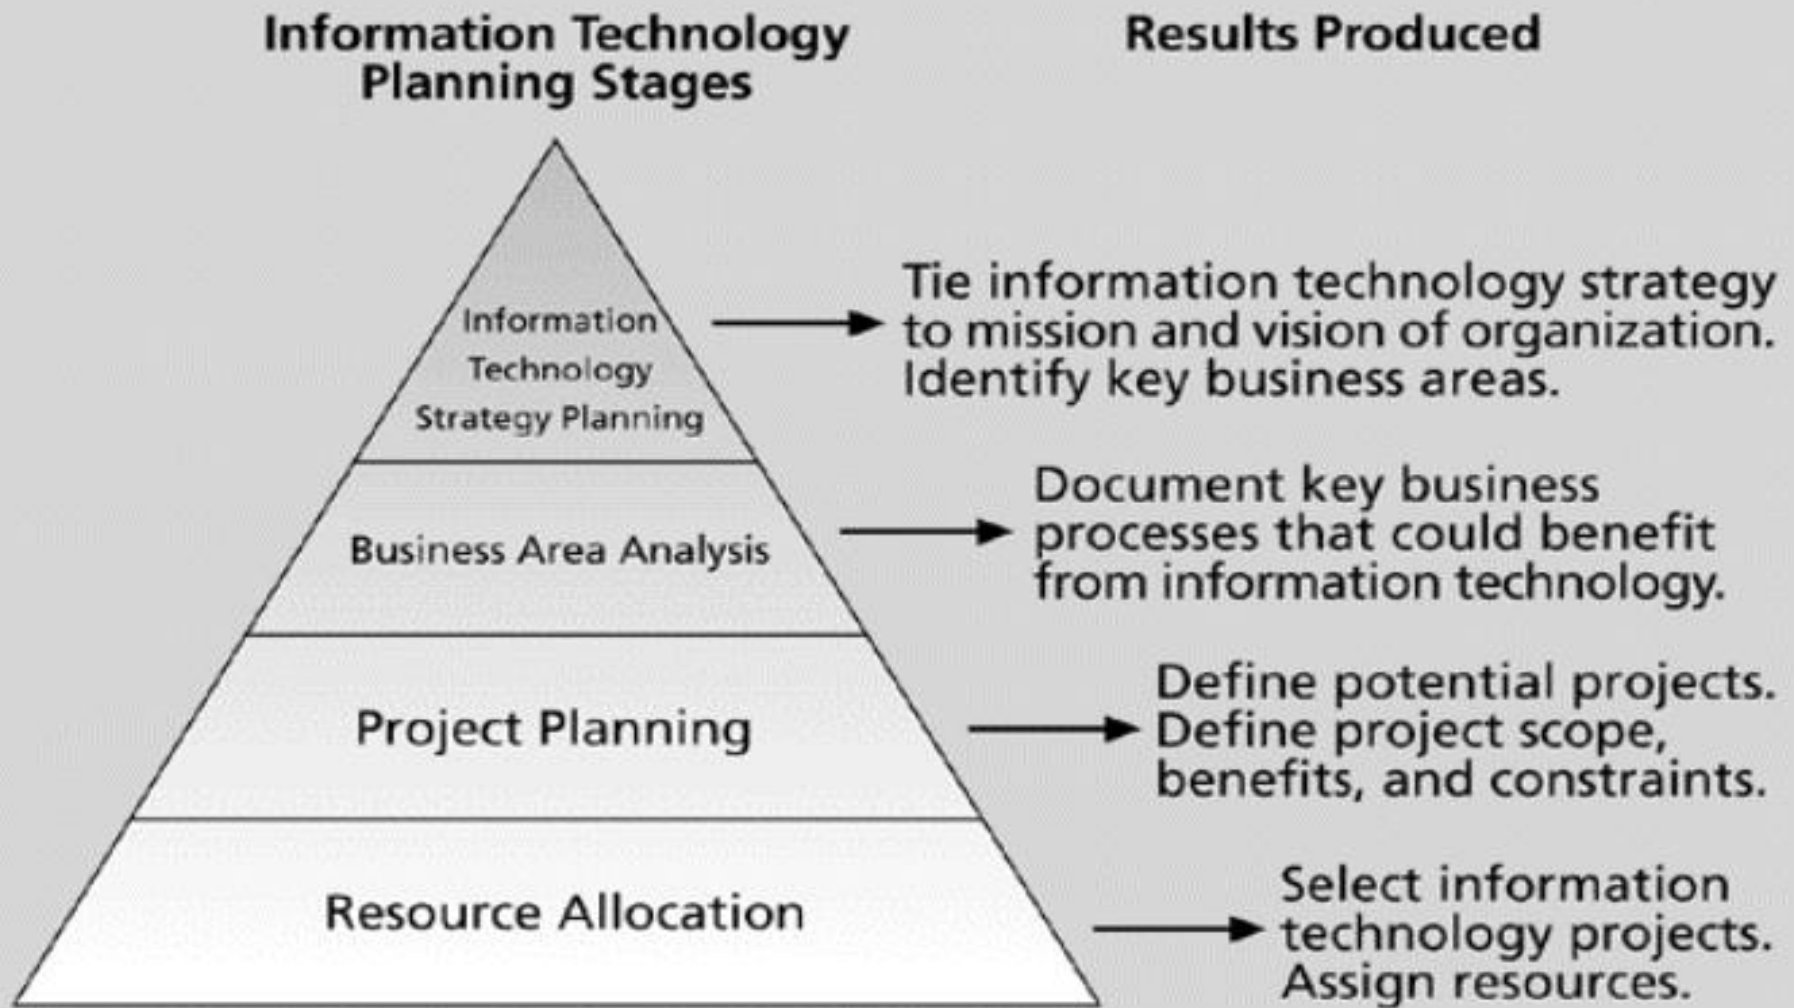 Information Technology
Planning Stages
Results Produced
Information
Technology
Strategy Planning
Tie information technology strategy
to mission and vision of organization.
Identify key business areas.
Business Area Analysis
Document key business
processes that could benefit
from information technology.
Project Planning
Define potential projects.
Define project scope,
benefits, and constraints.
Resource Allocation
Select information
technology projects.
Assign resources.